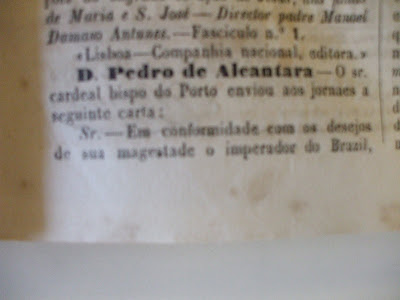 de Maria e S. José — Director padre Manoel
Damaro Antunes. — Fasciculo n.º 1.
«Lisboa—Companhia nacional, editora.»
D. Pedro de Alcantara — O sr.
cardeal bispo do Porto enviou aos jornaes a
seguinte carta:
Sr. — Em conformidade com os desejos
de sua magestade o imperador do Brazil,